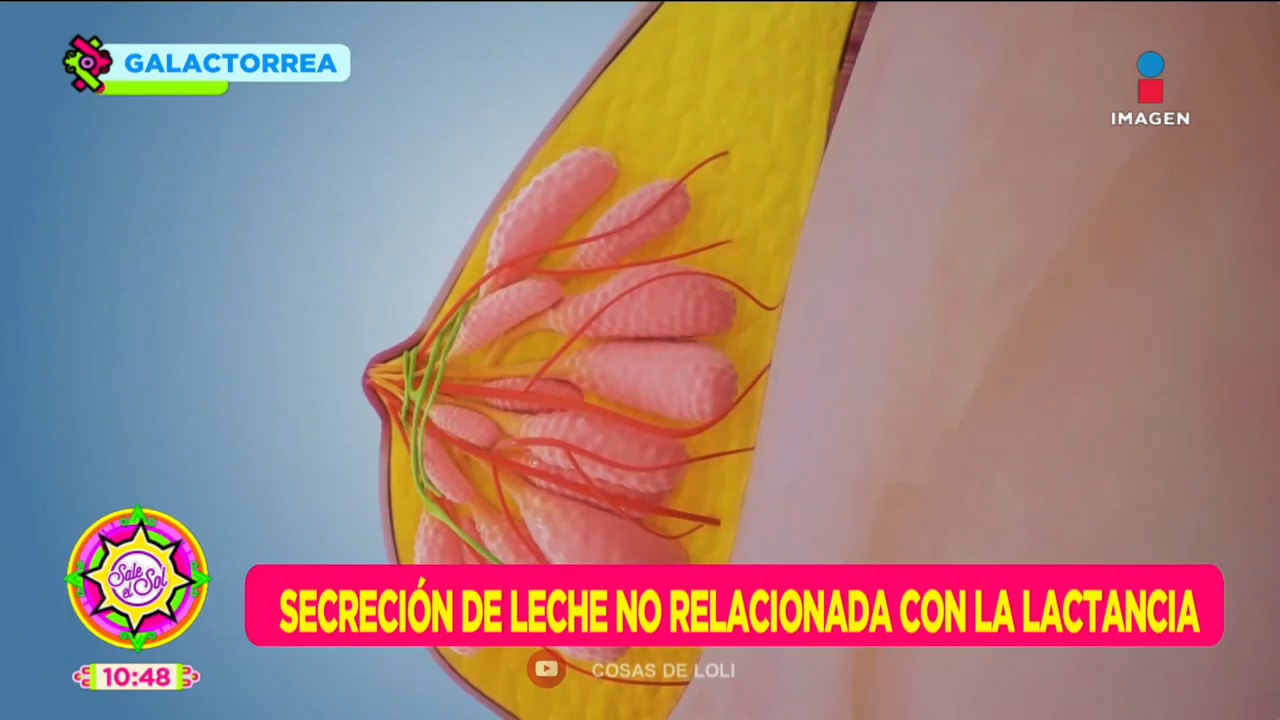 GALACTORREA
IMAGEN
Sale el Sol
SECRECIÓN DE LECHE NO RELACIONADA CON LA LACTANCIA
10:48
COSAS DE LOLI